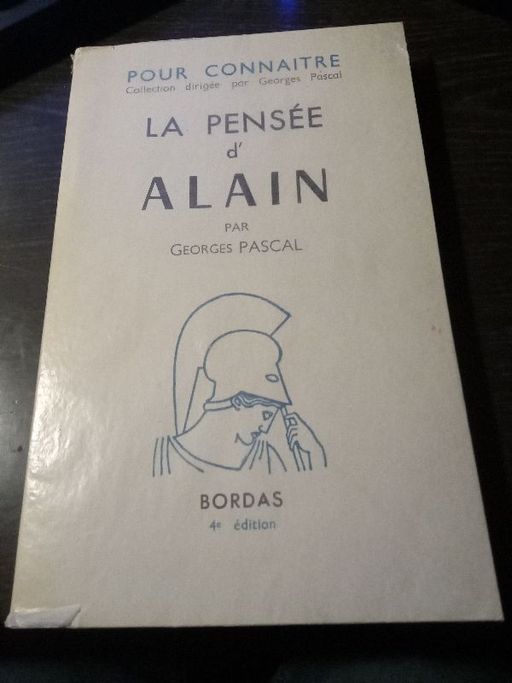 POUR CONNAITRE
Collection dirigée par Georges Pascal
LA PENSÉE
d'
ALAIN
PAR
GEORGES PASCAL
BORDAS
4e édition